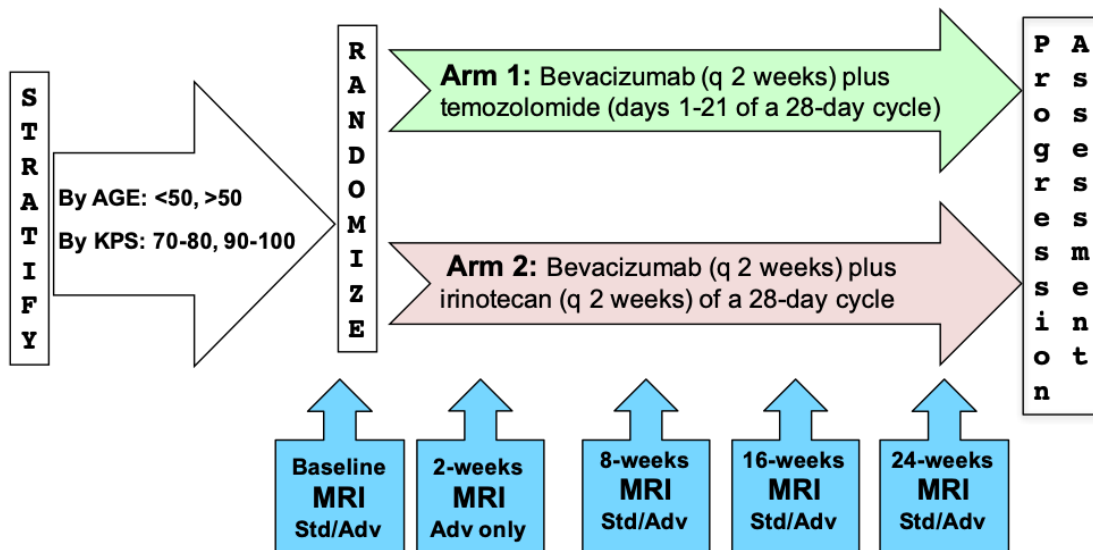 STRATIFY
By AGE: <50, >50
By KPS: 70-80, 90-100
RANDOMIZE
Arm 1: Bevacizumab (q 2 weeks) plus
temozolomide (days 1-21 of a 28-day cycle)
Arm 2: Bevacizumab (q 2 weeks) plus
irinotecan (q 2 weeks) of a 28-day cycle
Progression
Assessment
Baseline
MRI
Std/Adv
2-weeks
MRI
Adv only
8-weeks
MRI
Std/Adv
16-weeks
MRI
Std/Adv
24-weeks
MRI
Std/Adv